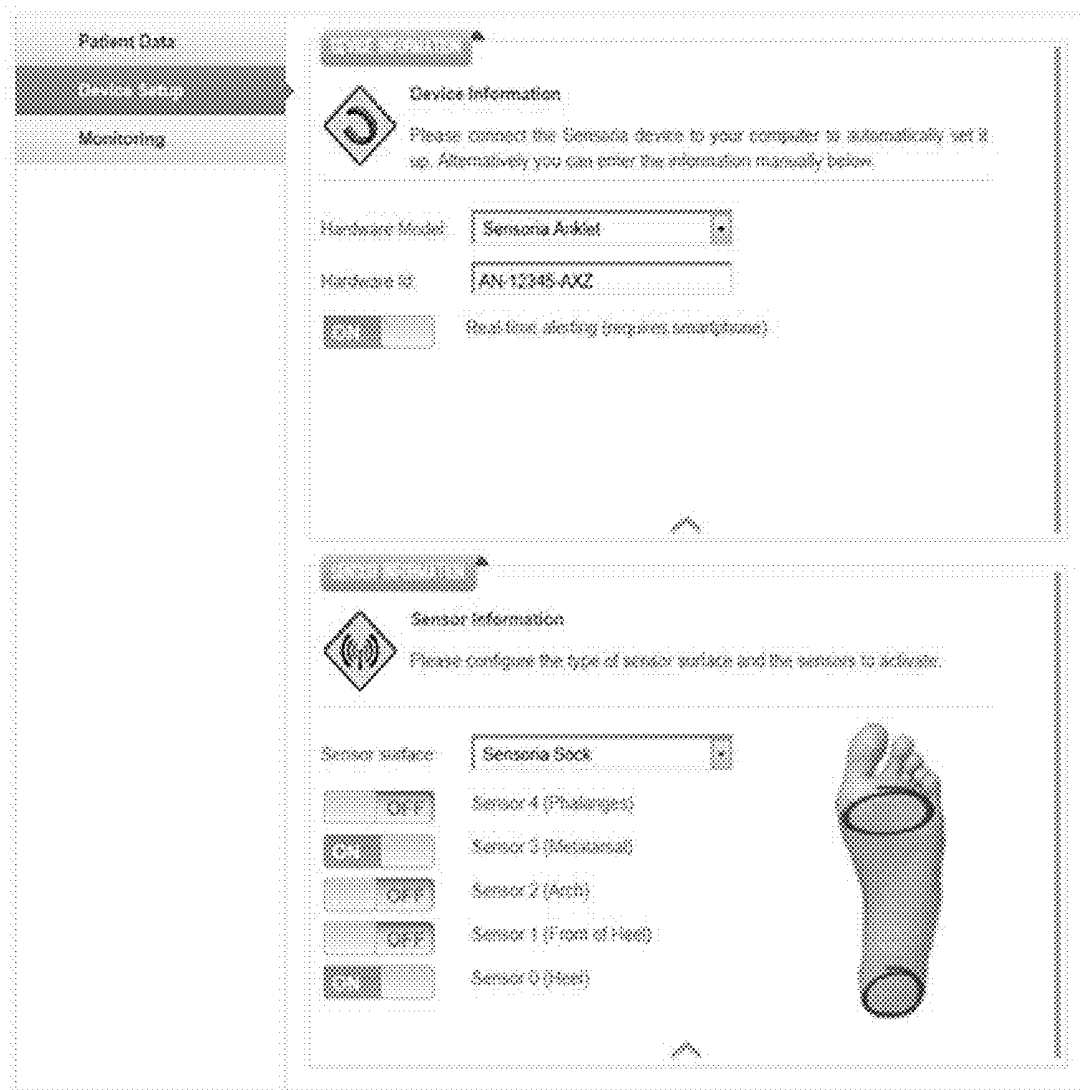 Patient Data
Device Setup
Monitoring
Device Information
Please connect the Sensoria device to your computer to automatically set it
up. Alternatively you can enter the information manually below.
Hardware Model:
Sensoria Anklet
Hardware Id:
AN-12345-AXZ
ON
Real-time alerting (requires smartphone)
Sensor Information
Please configure the type of sensor surface and the sensors to activate.
Sensor surface:
Sensoria Sock
OFF
Sensor 4 (Phalanges)
ON
Sensor 3 (Metatarsal)
OFF
Sensor 2 (Arch)
OFF
Sensor 1 (Front of Heel)
ON
Sensor 0 (Heel)